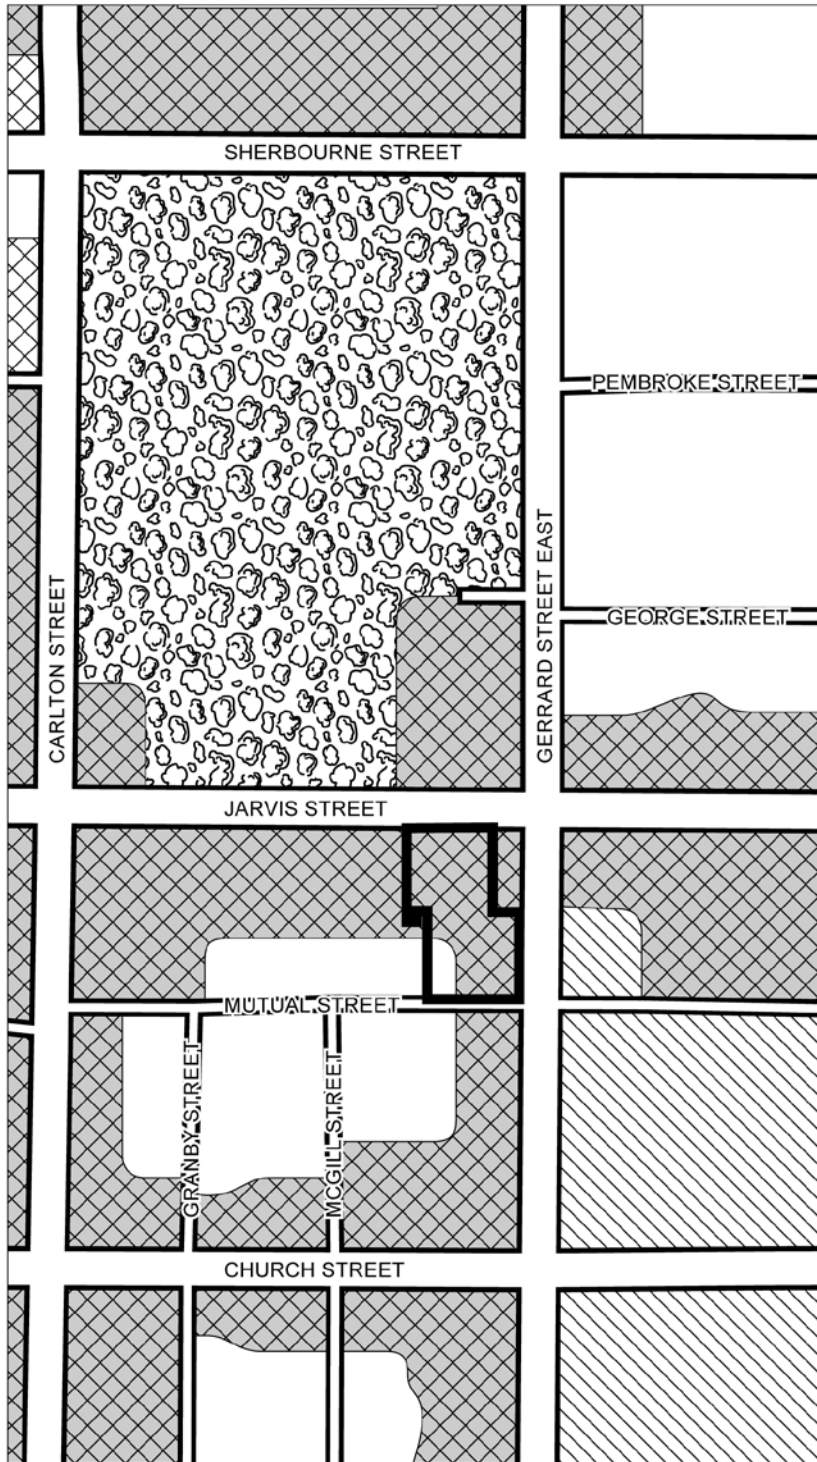 SHERBOURNE STREET
PEMBROKE STREET
GERRARD STREET EAST
CARLTON STREET
GEORGE STREET
JARVIS STREET
MUTUAL STREET
GRANBY STREET
MCGILL STREET
CHURCH STREET